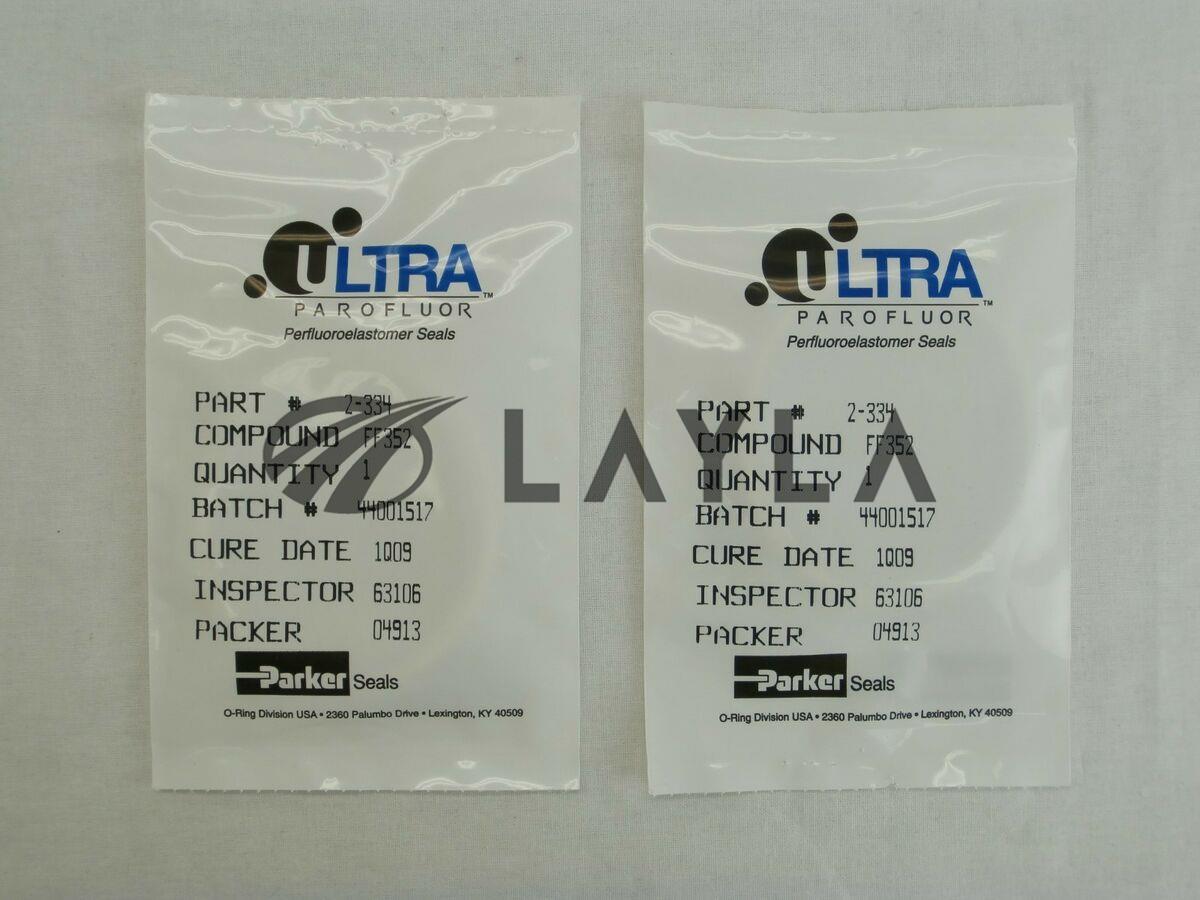 ULTRA™
PAROFLUOR
Perfluoroelastomer Seals
PART # 2-334
COMPOUND FF352
QUANTITY 1
BATCH # 44001517
CURE DATE 1Q09
INSPECTOR 63106
PACKER 04913
Parker Seals
O-Ring Division USA • 2360 Palumbo Drive • Lexington, KY 40509
ULTRA™
PAROFLUOR
Perfluoroelastomer Seals
PART # 2-334
COMPOUND FF352
QUANTITY 1
BATCH # 44001517
CURE DATE 1Q09
INSPECTOR 63106
PACKER 04913
Parker Seals
O-Ring Division USA • 2360 Palumbo Drive • Lexington, KY 40509
LAYLA